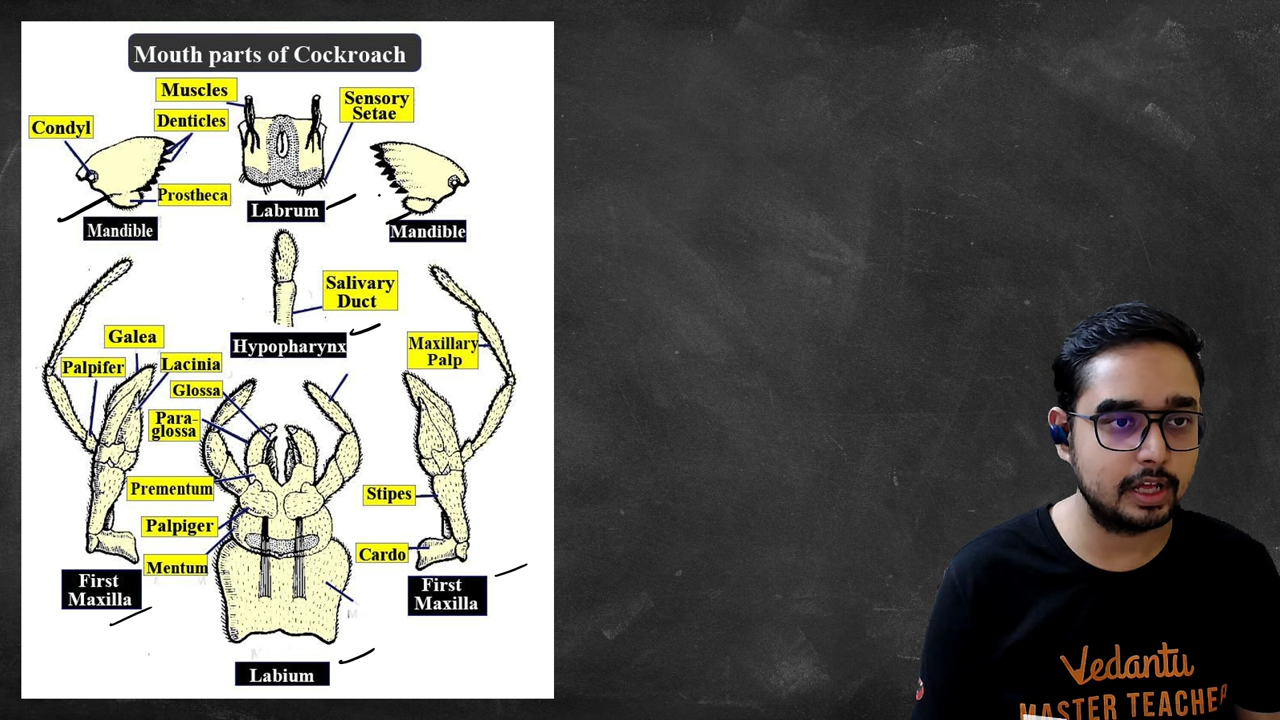 Mouth parts of Cockroach
Muscles
Sensory
Setae
Condyl
Denticles
Prostheca
Mandible
Labrum
Mandible
Salivary
Duct
Hypopharynx
Galea
Palpifer
Lacinia
Maxillary
Palp
Glossa
Para-
glossa
Prementum
Stipes
Palpiger
Mentum
Cardo
First
Maxilla
First
Maxilla
Labium
Vedantu
MASTER TEACHER